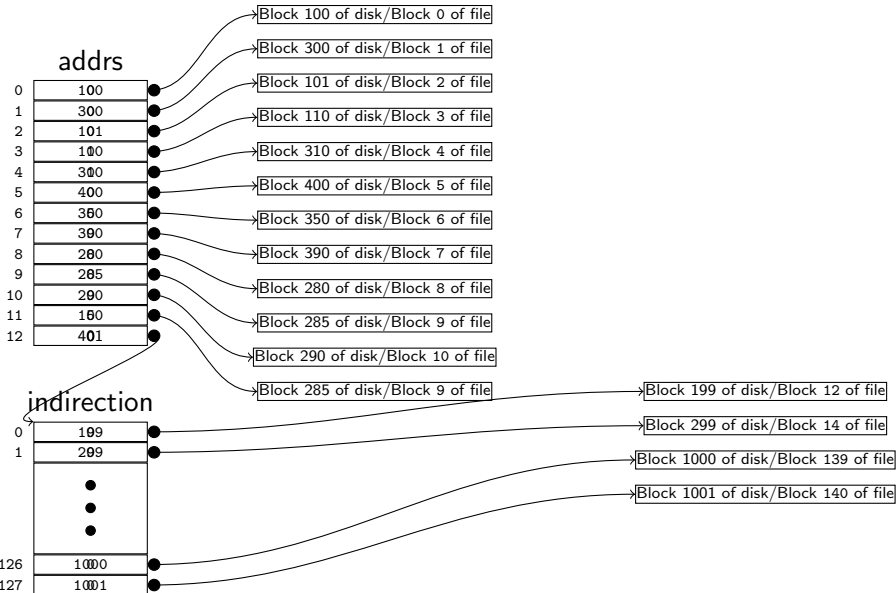 Block 100 of disk/Block 0 of file
Block 300 of disk/Block 1 of file
addrs
Block 101 of disk/Block 2 of file
0 100
1 300
Block 110 of disk/Block 3 of file
2 101
3 110
Block 310 of disk/Block 4 of file
4 310
5 400
Block 400 of disk/Block 5 of file
6 350
Block 350 of disk/Block 6 of file
7 390
Block 390 of disk/Block 7 of file
8 280
9 285
Block 280 of disk/Block 8 of file
10 290
11 150
Block 285 of disk/Block 9 of file
12 401
Block 290 of disk/Block 10 of file
Block 285 of disk/Block 9 of file
Block 199 of disk/Block 12 of file
indirection
Block 299 of disk/Block 14 of file
0 199
1 299
Block 1000 of disk/Block 139 of file
Block 1001 of disk/Block 140 of file
126 1000
127 1001